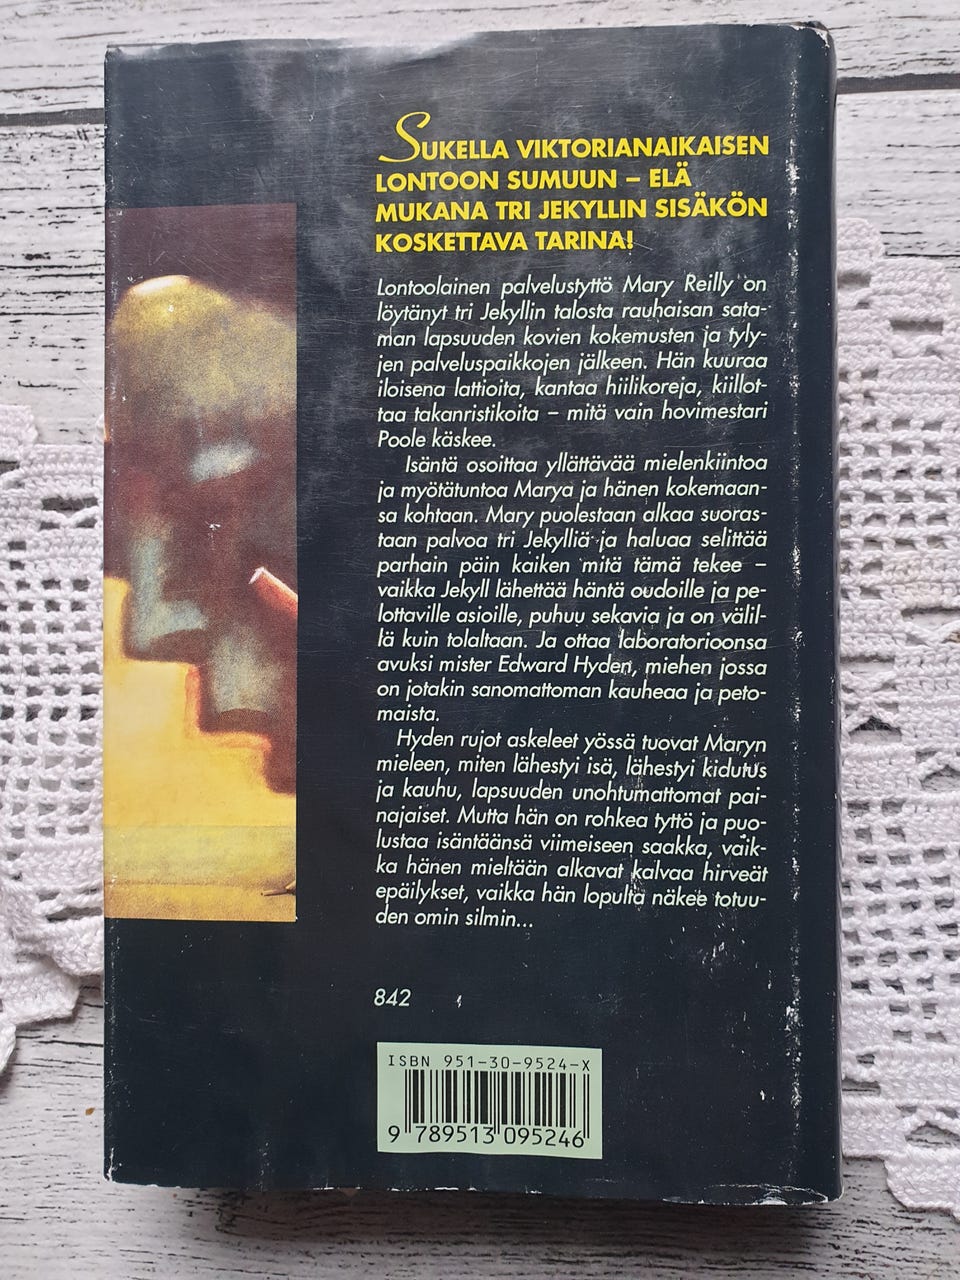 SUKELLA VIKTORIANAIKAISEN
LONTOON SUMUUN – ELÄ
MUKANA TRI JEKYLLIN SISÄKÖN
KOSKETTAVA TARINA!
Lontoolainen palvelustyttö Mary Reilly on
löytänyt tri Jekyllin talosta rauhaisan sata-
man lapsuuden kovien kokemusten ja tyly-
jen palveluspaikkojen jälkeen. Hän kuuraa
iloisena lattioita, kantaa hiilikoreja, kiillot-
taa takanristikoita – mitä vain hovimestari
Poole käskee.
Isäntä osoittaa yllättävää mielenkiintoa
ja myötätuntoa Marya ja hänen kokemaan-
sa kohtaan. Mary puolestaan alkaa suoras-
taan palvoa tri Jekylliä ja haluaa selittää
parhain päin kaiken mitä tämä tekee –
vaikka Jekyll lähettää häntä oudoille ja pe-
lottaville asioille, puhuu sekavia ja on välil-
lä kuin tolaltaan. Ja ottaa laboratorioonsa
avuksi mister Edward Hyden, miehen jossa
on jotakin sanomattoman kauheaa ja peto-
maista.
Hyden rujot askeleet yössä tuovat Maryn
mieleen, miten lähestyi isä, lähestyi kidutus
ja kauhu, lapsuuden unohtumattomat pai-
najaiset. Mutta hän on rohkea tyttö ja puo-
lustaa isäntäänsä viimeiseen saakka, vaik-
ka hänen mieltään alkavat kalvaa hirveät
epäilykset, vaikka hän lopulta näkee totuu-
den omin silmin...
842
ISBN 951-30-9524-X
9 789513 095246